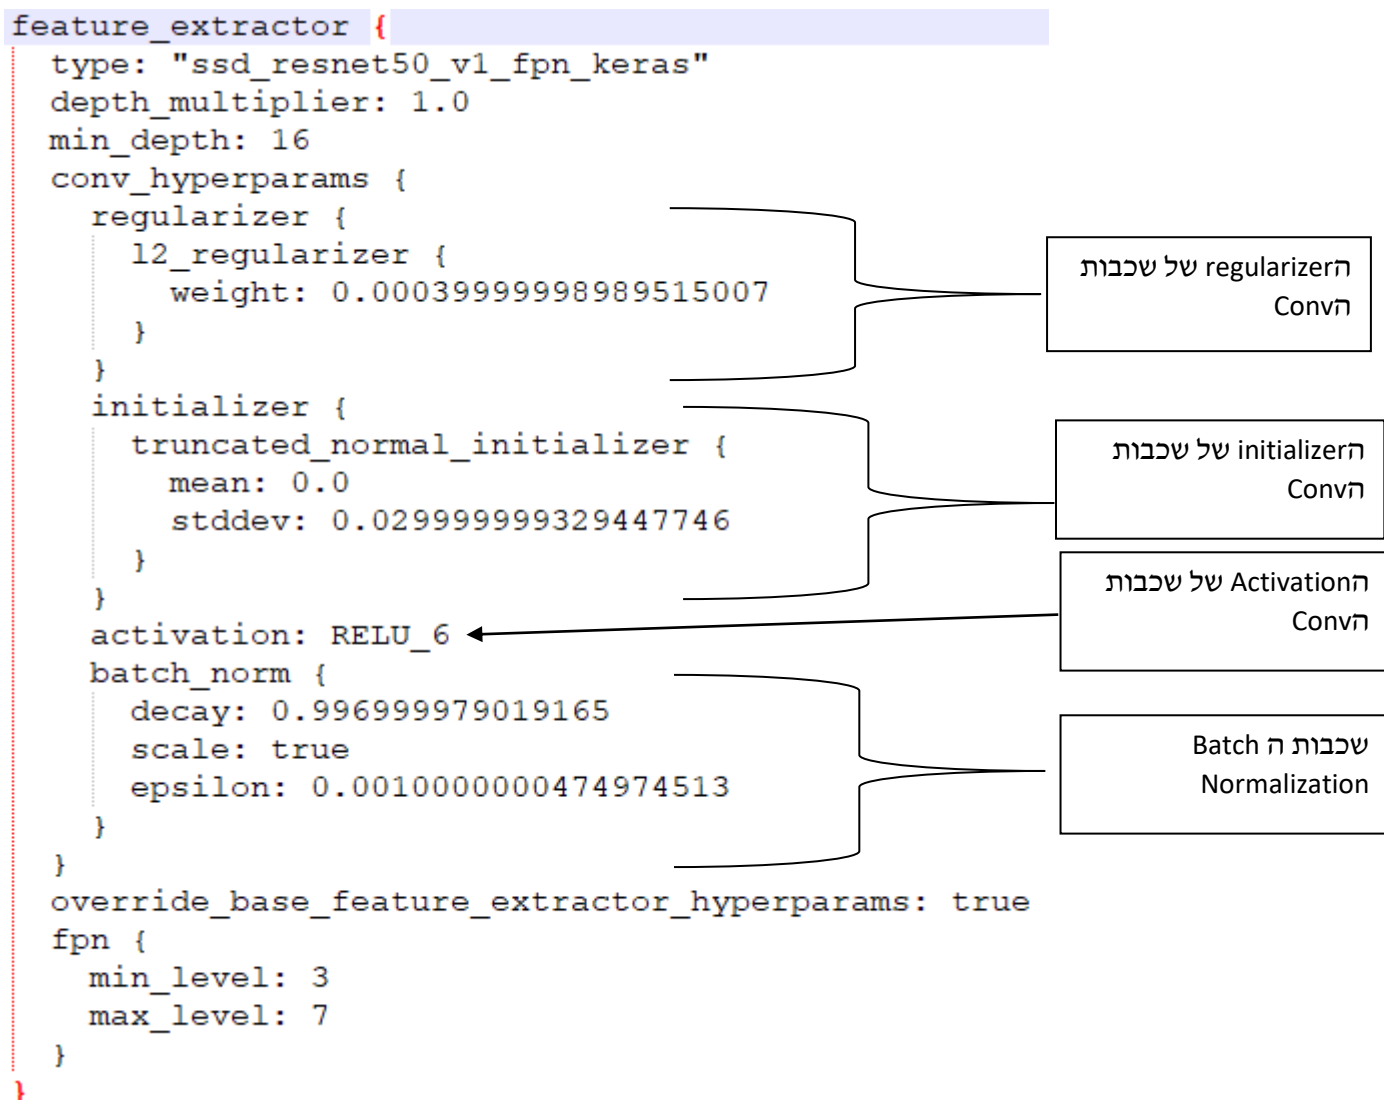 feature_extractor {
type: "ssd_resnet50_v1_fpn_keras"
depth_multiplier: 1.0
min_depth: 16
conv_hyperparams {
regularizer {
l2_regularizer {
weight: 0.00039999998989515007
}
}
initializer {
truncated_normal_initializer {
mean: 0.0
stddev: 0.029999999329447746
}
}
activation: RELU_6
batch_norm {
decay: 0.996999979019165
scale: true
epsilon: 0.0010000000474974513
}
}
override_base_feature_extractor_hyperparams: true
fpn {
min_level: 3
max_level: 7
}
}
הregularizer של שכבות
הConv
הinitializer של שכבות
הConv
הActivation של שכבות
הConv
שכבות ה Batch
Normalization